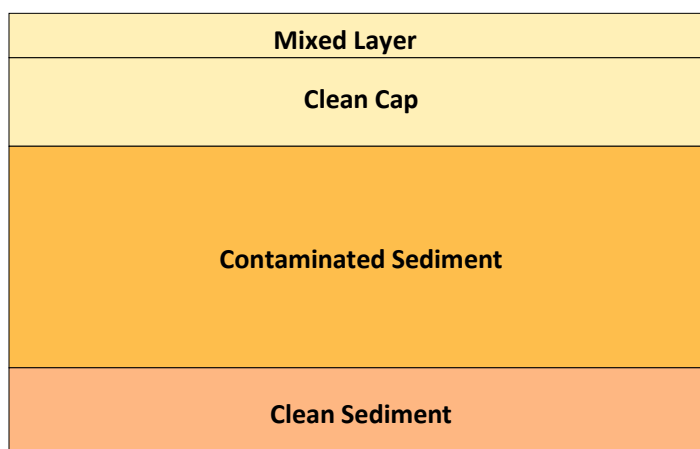 Mixed Layer
Clean Cap
Contaminated Sediment
Clean Sediment